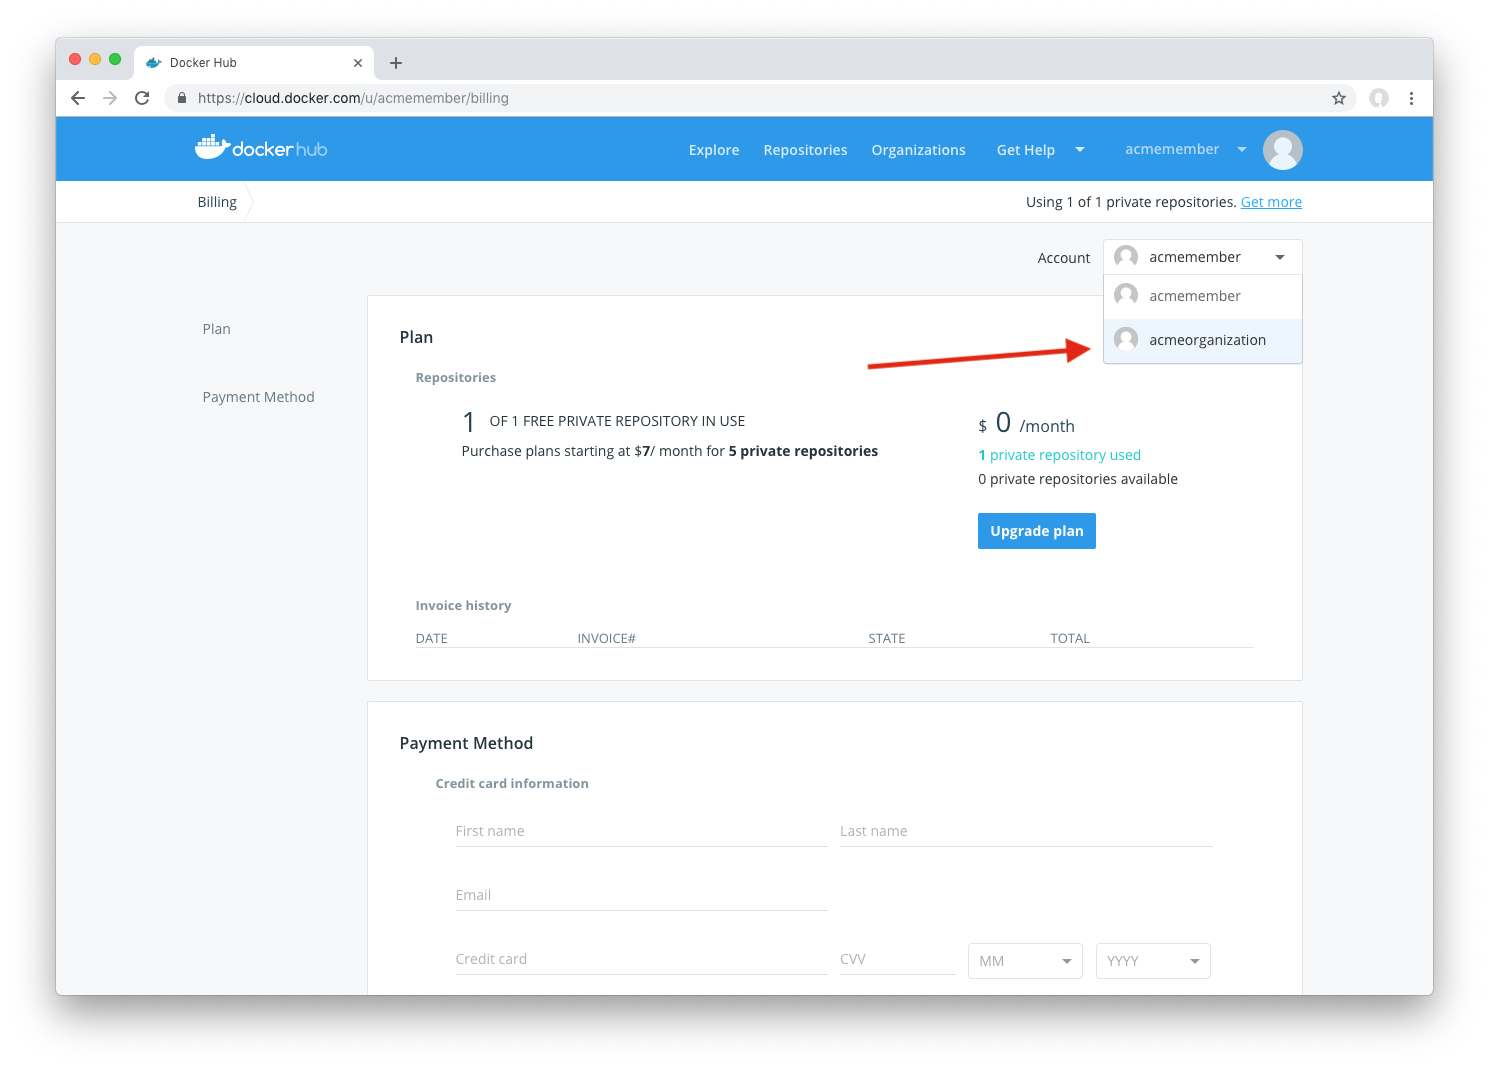 Docker Hub
https://cloud.docker.com/u/acmemember/billing
docker hub
Explore Repositories Organizations Get Help acmemember
Billing
Using 1 of 1 private repositories. Get more
Account acmemember
acmemember
acmeorganization
Plan
Payment Method
Plan
Repositories
1 OF 1 FREE PRIVATE REPOSITORY IN USE
Purchase plans starting at $7/ month for 5 private repositories
$ 0 /month
1 private repository used
0 private repositories available
Upgrade plan
Invoice history
DATE INVOICE# STATE TOTAL
Payment Method
Credit card information
First name Last name
Email
Credit card CVV MM YYYY